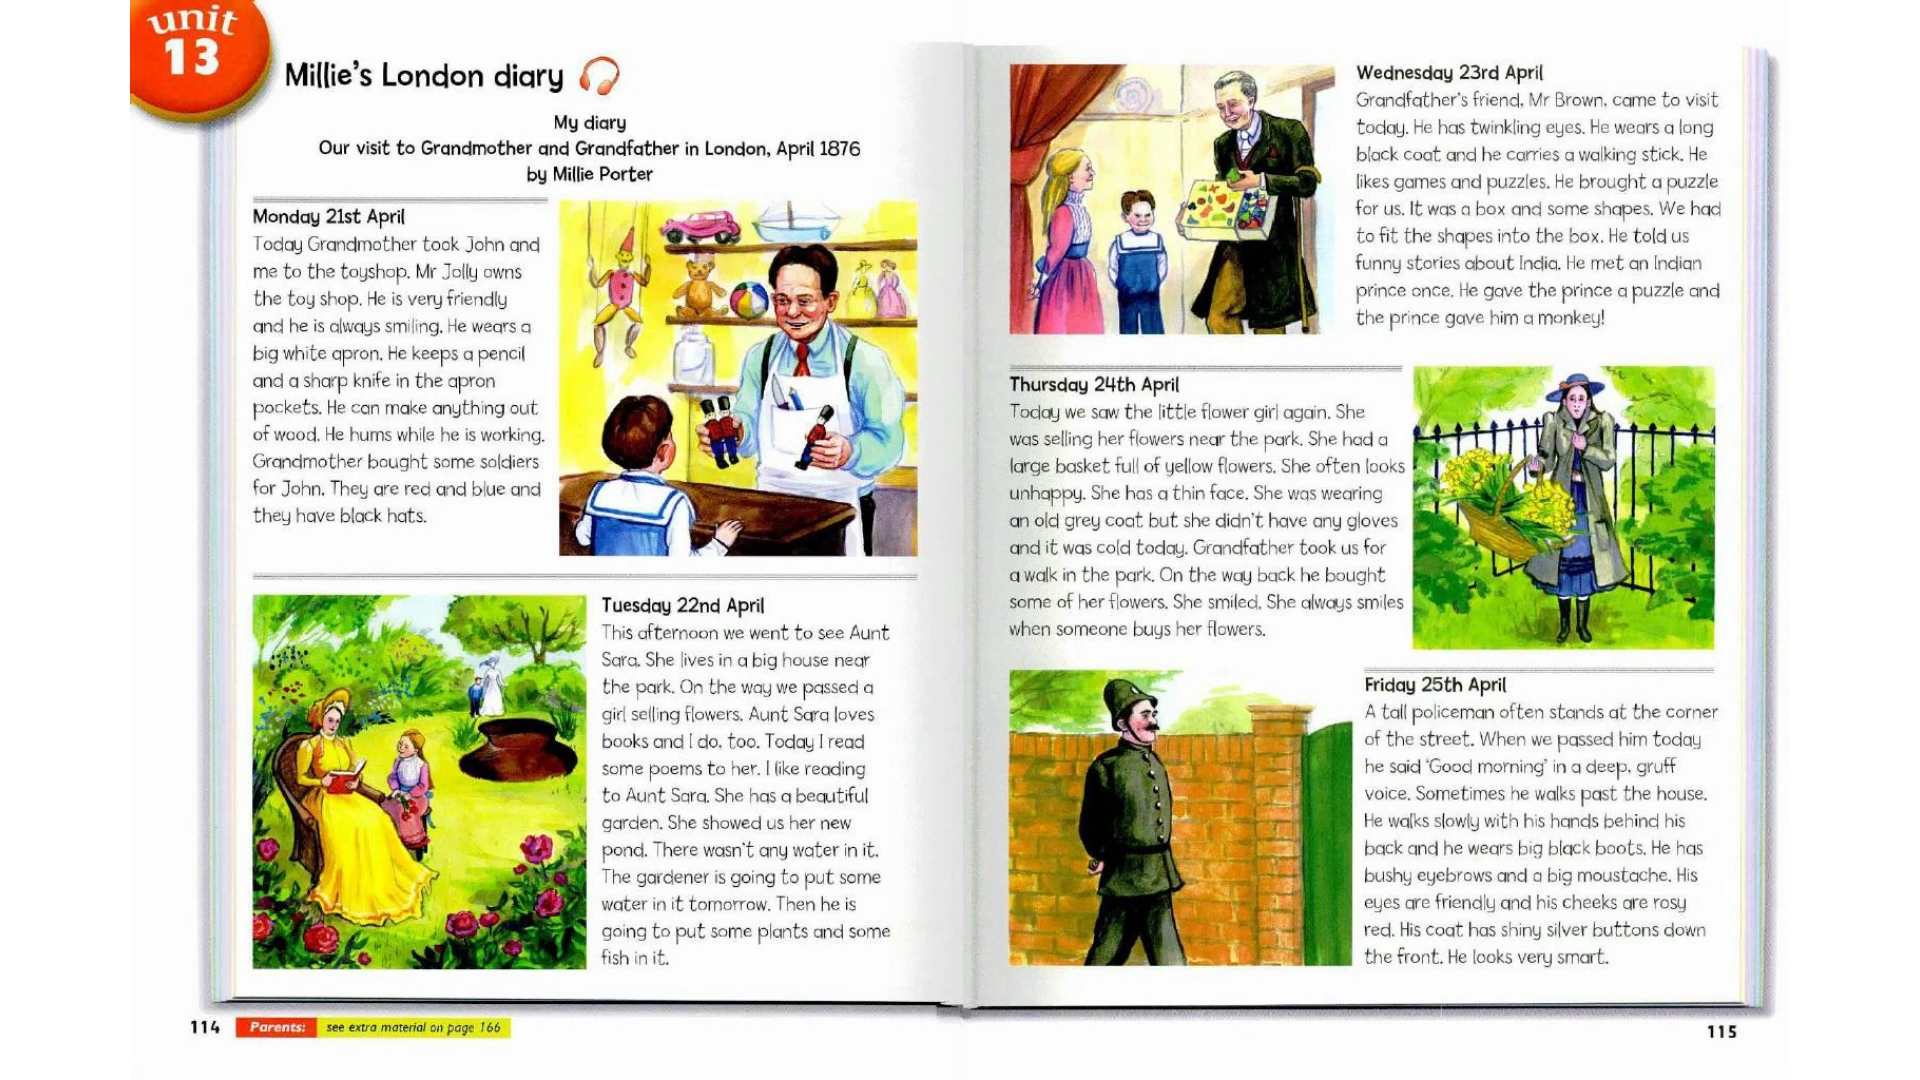 unit
13
Millie's London diary
My diary
Our visit to Grandmother and Grandfather in London, April 1876
by Millie Porter
Monday 21st April
Today Grandmother took John and
me to the toyshop. Mr Jolly owns
the toy shop. He is very friendly
and he is always smiling. He wears a
big white apron. He keeps a pencil
and a sharp knife in the apron
pockets. He can make anything out
of wood. He hums while he is working.
Grandmother bought some soldiers
for John. They are red and blue and
they have black hats.
Tuesday 22nd April
This afternoon we went to see Aunt
Sara. She lives in a big house near
the park. On the way we passed a
girl selling flowers. Aunt Sara loves
books and I do, too. Today I read
some poems to her. I like reading
to Aunt Sara. She has a beautiful
garden. She showed us her new
pond. There wasn't any water in it.
The gardener is going to put some
water in it tomorrow. Then he is
going to put some plants and some
fish in it.
114 Parents: see extra material on page 166
Wednesday 23rd April
Grandfather's friend, Mr Brown, came to visit
today. He has twinkling eyes. He wears a long
black coat and he carries a walking stick. He
likes games and puzzles. He brought a puzzle
for us. It was a box and some shapes. We had
to fit the shapes into the box. He told us
funny stories about India. He met an Indian
prince once. He gave the prince a puzzle and
the prince gave him a monkey!
Thursday 24th April
Today we saw the little flower girl again. She
was selling her flowers near the park. She had a
large basket full of yellow flowers. She often looks
unhappy. She has a thin face. She was wearing
an old grey coat but she didn't have any gloves
and it was cold today. Grandfather took us for
a walk in the park. On the way back he bought
some of her flowers. She smiled. She always smiles
when someone buys her flowers.
Friday 25th April
A tall policeman often stands at the corner
of the street. When we passed him today
he said 'Good morning' in a deep, gruff
voice. Sometimes he walks past the house.
He walks slowly with his hands behind his
back and he wears big black boots. He has
bushy eyebrows and a big moustache. His
eyes are friendly and his cheeks are rosy
red. His coat has shiny silver buttons down
the front. He looks very smart.
115